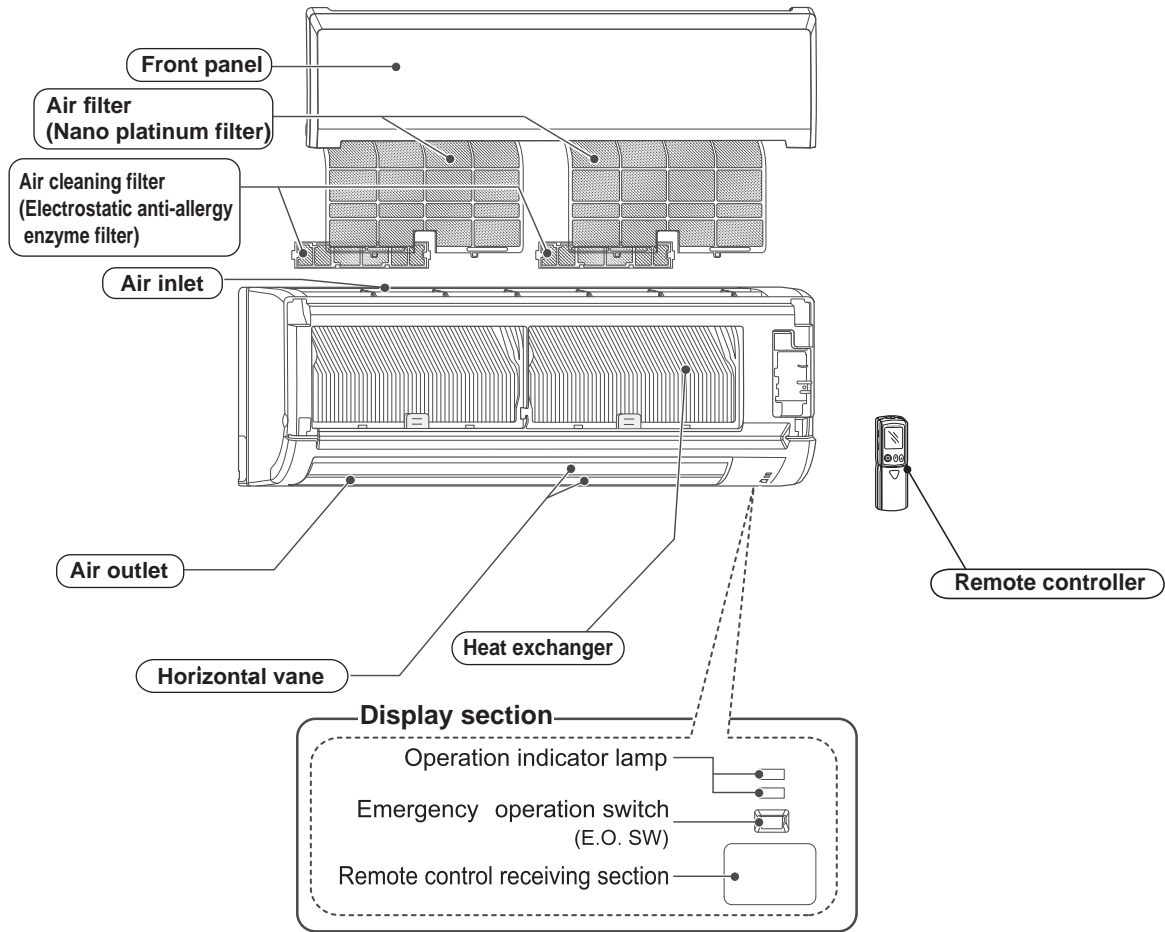 Front panel
Air filter
(Nano platinum filter)
Air cleaning filter
(Electrostatic anti-allergy
enzyme filter)
Air inlet
Air outlet
Remote controller
Heat exchanger
Horizontal vane
Display section
Operation indicator lamp
Emergency operation switch
(E.O. SW)
Remote control receiving section